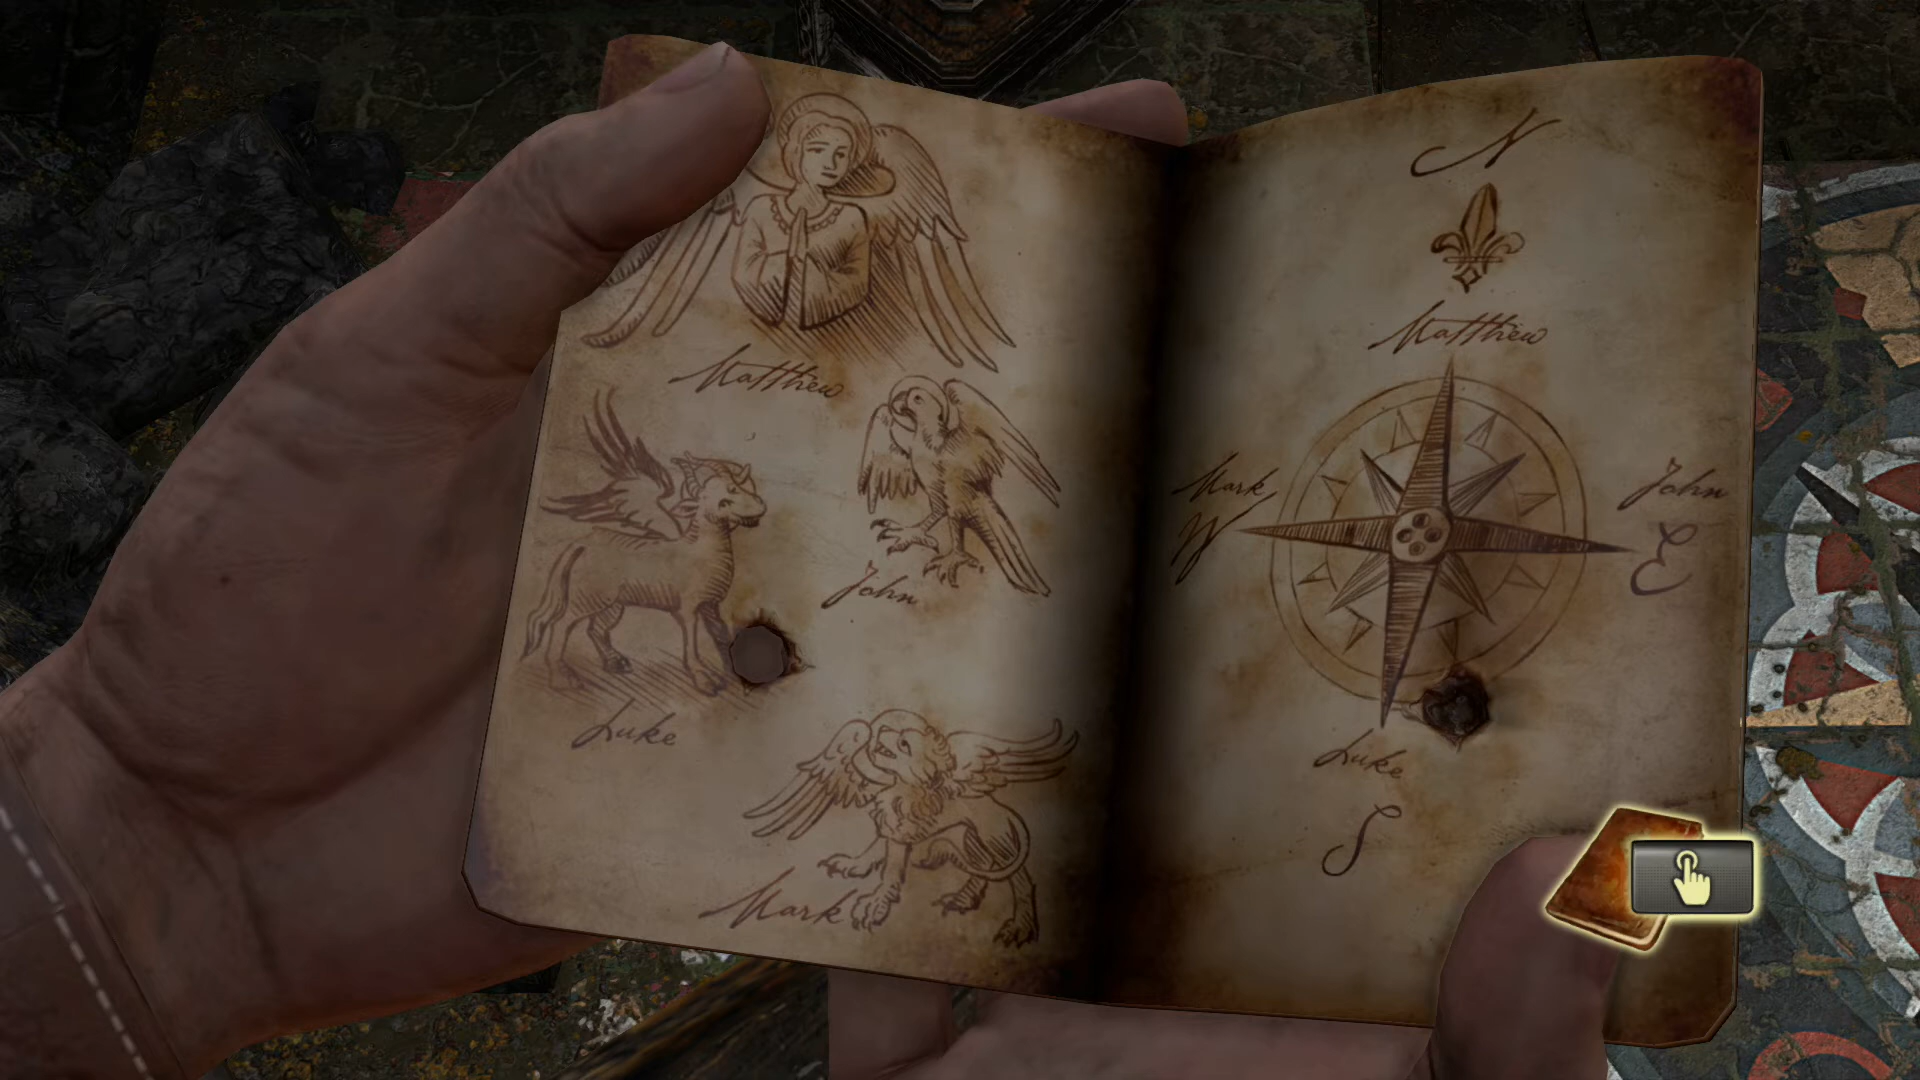 Matthew
John
Luke
Mark
N
Matthew
Mark
W
John
E
Luke
S